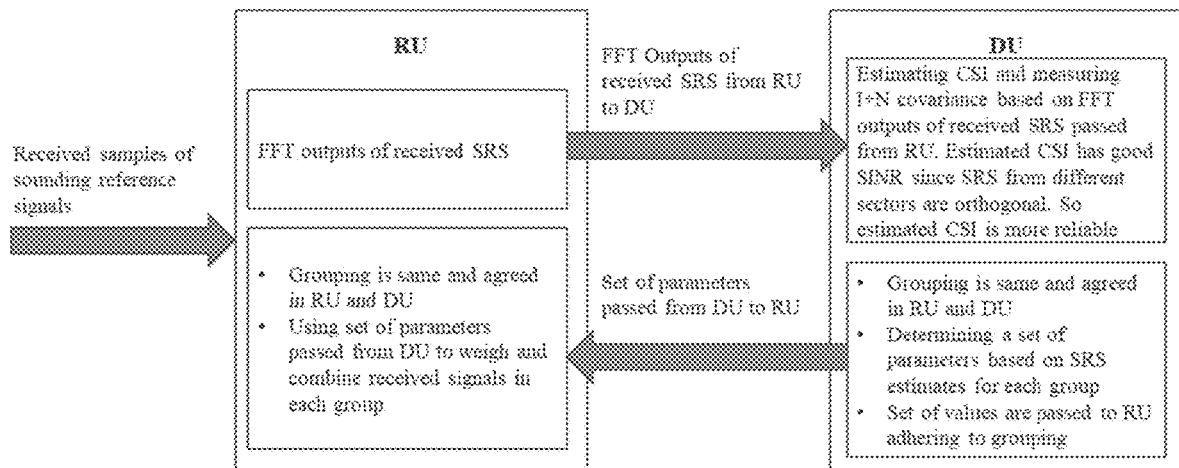 Received samples of
sounding reference
signals
RU
FFT outputs of received SRS
• Grouping is same and agreed
in RU and DU
• Using set of parameters
passed from DU to weigh and
combine received signals in
each group
FFT Outputs of
received SRS from RU
to DU
Set of parameters
passed from DU to RU
DU
Estimating CSI and measuring
I+N covariance based on FFT
outputs of received SRS passed
from RU. Estimated CSI has good
SINR since SRS from different
sectors are orthogonal. So
estimated CSI is more reliable
• Grouping is same and agreed
in RU and DU
• Determining a set of
parameters based on SRS
estimates for each group
• Set of values are passed to RU
adhering to grouping